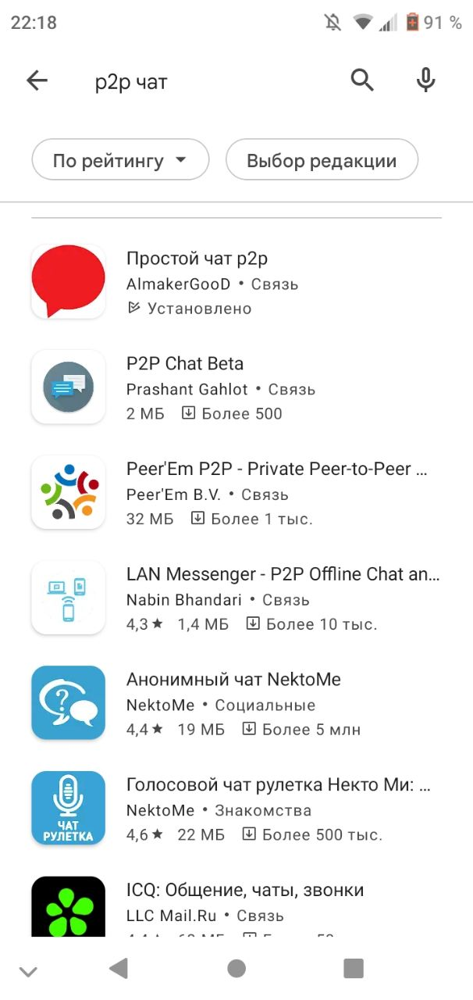 22:18 91 %
p2p чат
По рейтингу Выбор редакции
Простой чат p2p
AlmakerGooD • Связь
Установлено
P2P Chat Beta
Prashant Gahlot • Связь
2 МБ Более 500
Peer'Em P2P - Private Peer-to-Peer ...
Peer'Em B.V. • Связь
32 МБ Более 1 тыс.
LAN Messenger - P2P Offline Chat an...
Nabin Bhandari • Связь
4,3★ 1,4 МБ Более 10 тыс.
Анонимный чат NektoMe
NektoMe • Социальные
4,4★ 19 МБ Более 5 млн
Голосовой чат рулетка Некто Ми: ...
NektoMe • Знакомства
4,6★ 22 МБ Более 500 тыс.
ЧАТ
РУЛЕТКА
ICQ: Общение, чаты, звонки
LLC Mail.Ru • Связь